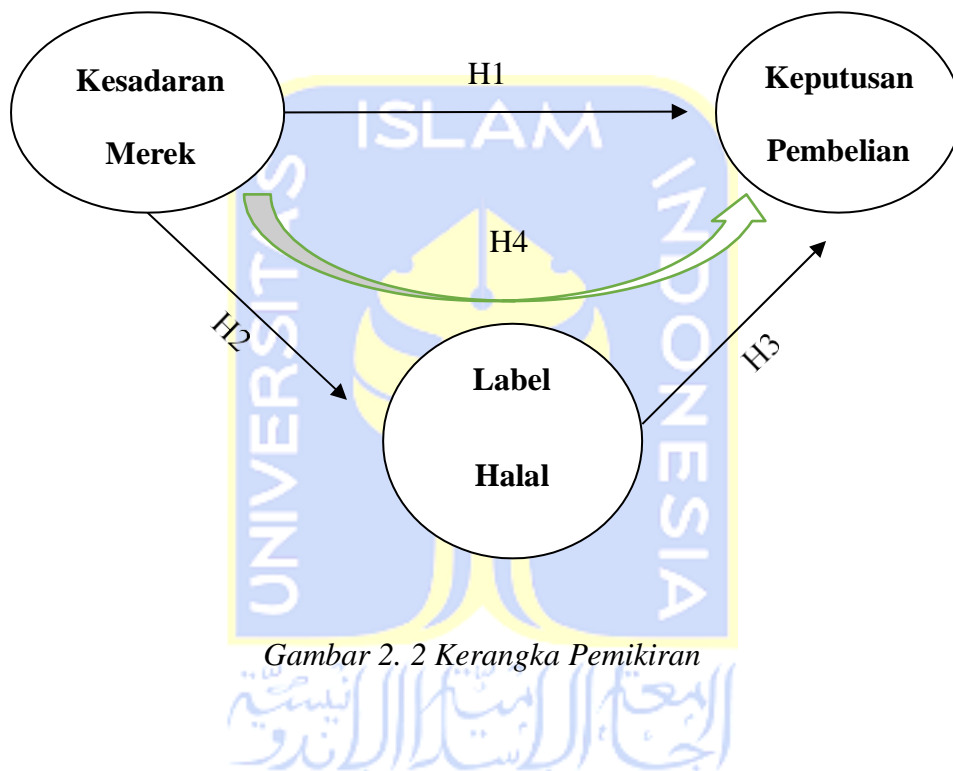 Kesadaran
Merek
H1
Keputusan
Pembelian
H4
H2
H3
Label
Halal
ISLAM
UNIVERSITAS
INDONESIA
Gambar 2. 2 Kerangka Pemikiran